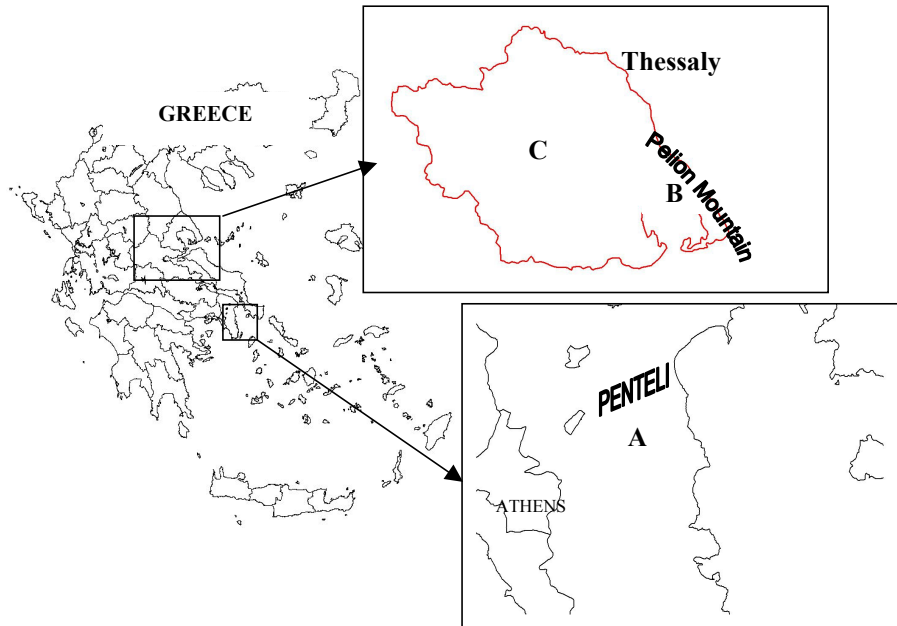 GREECE
Thessaly
C
Pelion Mountain
B
PENTELI
A
ATHENS